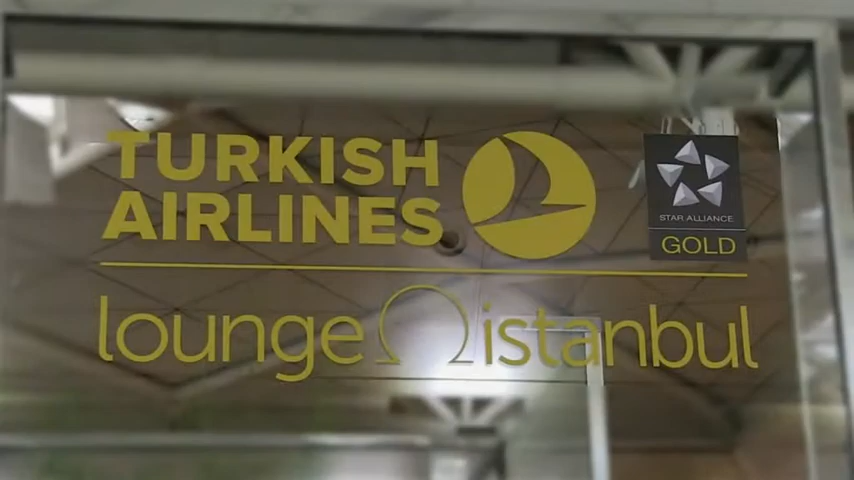 TURKISH
AIRLINES
STAR ALLIANCE
GOLD
lounge istanbul